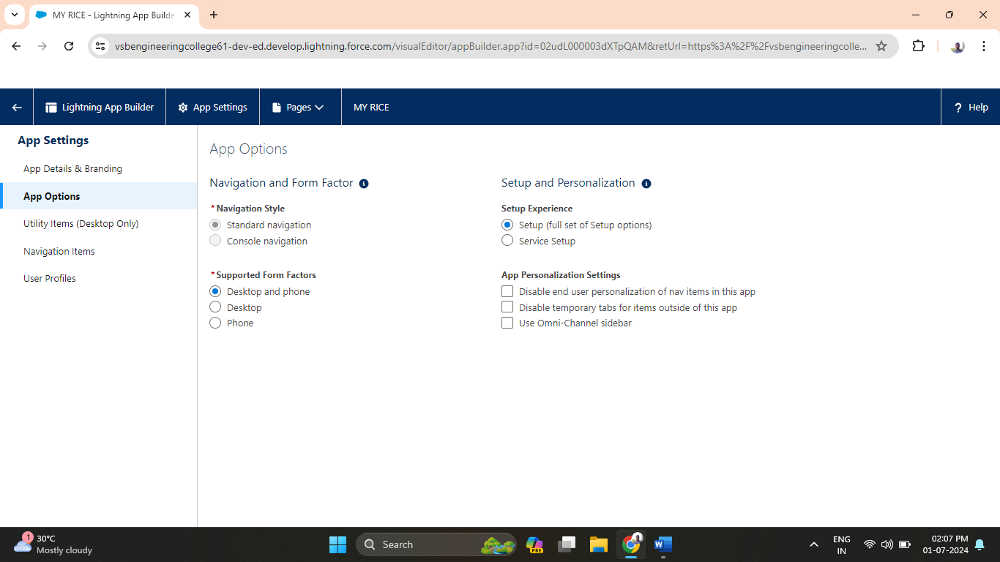 MY RICE - Lightning App Builde
vsbengineeringcollege61-dev-ed.develop.lightning.force.com/visualEditor/appBuilder.app?id=02udL000003dXTpQAM&retUrl=https%3A%2F%2Fvsbengineeringcolle...
Lightning App Builder
App Settings
Pages
MY RICE
? Help
App Settings
App Details & Branding
App Options
Utility Items (Desktop Only)
Navigation Items
User Profiles
App Options
Navigation and Form Factor
*Navigation Style
Standard navigation
Console navigation
*Supported Form Factors
Desktop and phone
Desktop
Phone
Setup and Personalization
Setup Experience
Setup (full set of Setup options)
Service Setup
App Personalization Settings
Disable end user personalization of nav items in this app
Disable temporary tabs for items outside of this app
Use Omni-Channel sidebar
1
30°C
Mostly cloudy
Search
PRE
ENG
IN
02:07 PM
01-07-2024